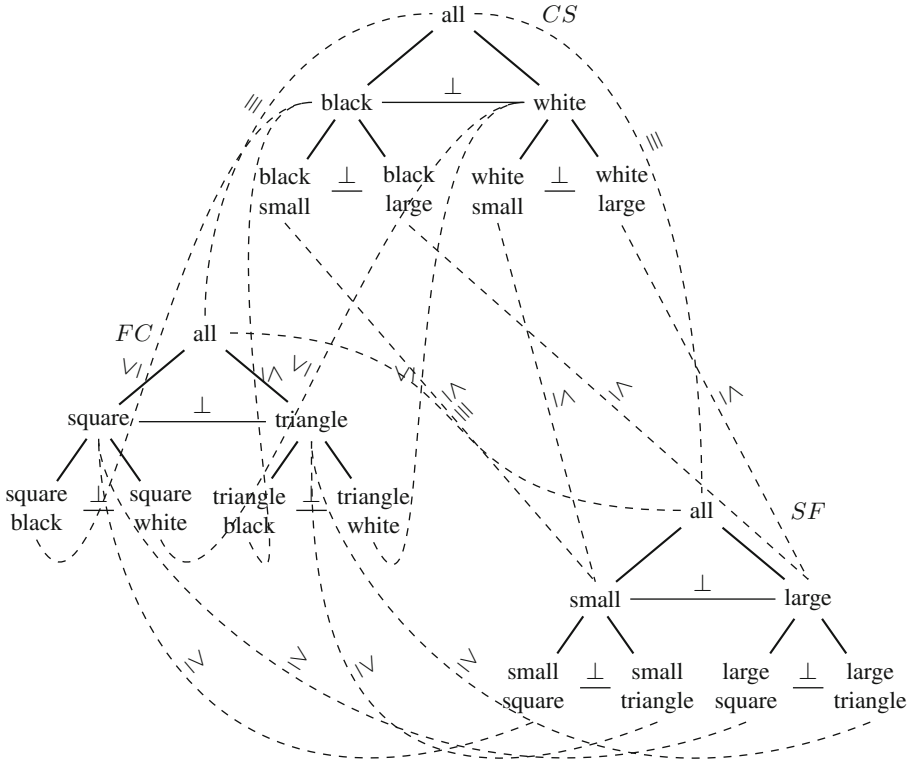 all CS
≡
black ⊥ white
≡
black small ⊥ black large white small ⊥ white large
FC all
≤ ≤ ≤ ≤ ≤ ≤ ≤ ≡
square ⊥ triangle
square black ⊥ square white triangle black ⊥ triangle white
all SF
small ⊥ large
≥ ≥ ≥ ≥
small square ⊥ small triangle large square ⊥ large triangle